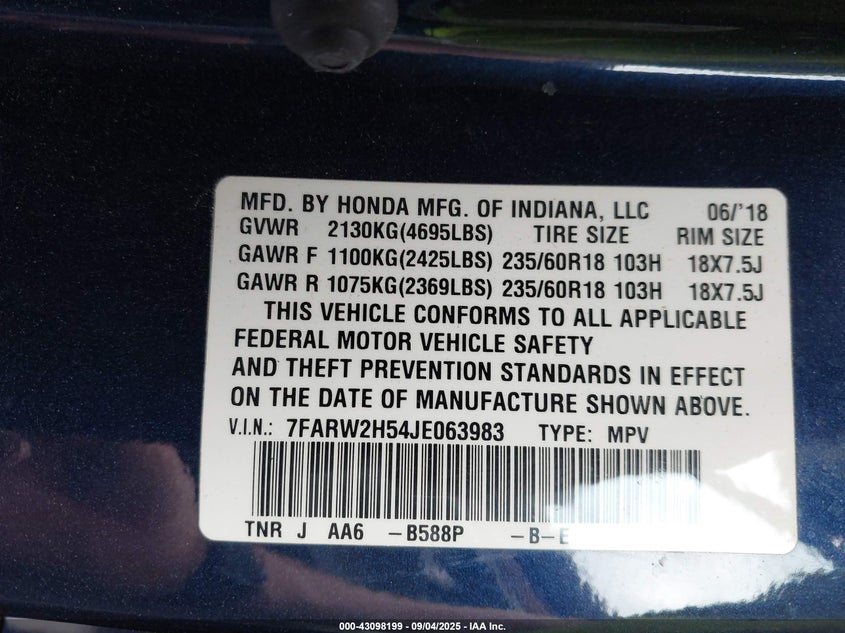 MFD. BY HONDA MFG. OF INDIANA, LLC 06/'18
GVWR 2130KG(4695LBS) TIRE SIZE RIM SIZE
GAWR F 1100KG(2425LBS) 235/60R18 103H 18X7.5J
GAWR R 1075KG(2369LBS) 235/60R18 103H 18X7.5J
THIS VEHICLE CONFORMS TO ALL APPLICABLE
FEDERAL MOTOR VEHICLE SAFETY
AND THEFT PREVENTION STANDARDS IN EFFECT
ON THE DATE OF MANUFACTURE SHOWN ABOVE.
V.I.N.: 7FARW2H54JE063983 TYPE: MPV
TNR J AA6 -B588P -B-E
000-43098199 - 09/04/2025 - IAA Inc.